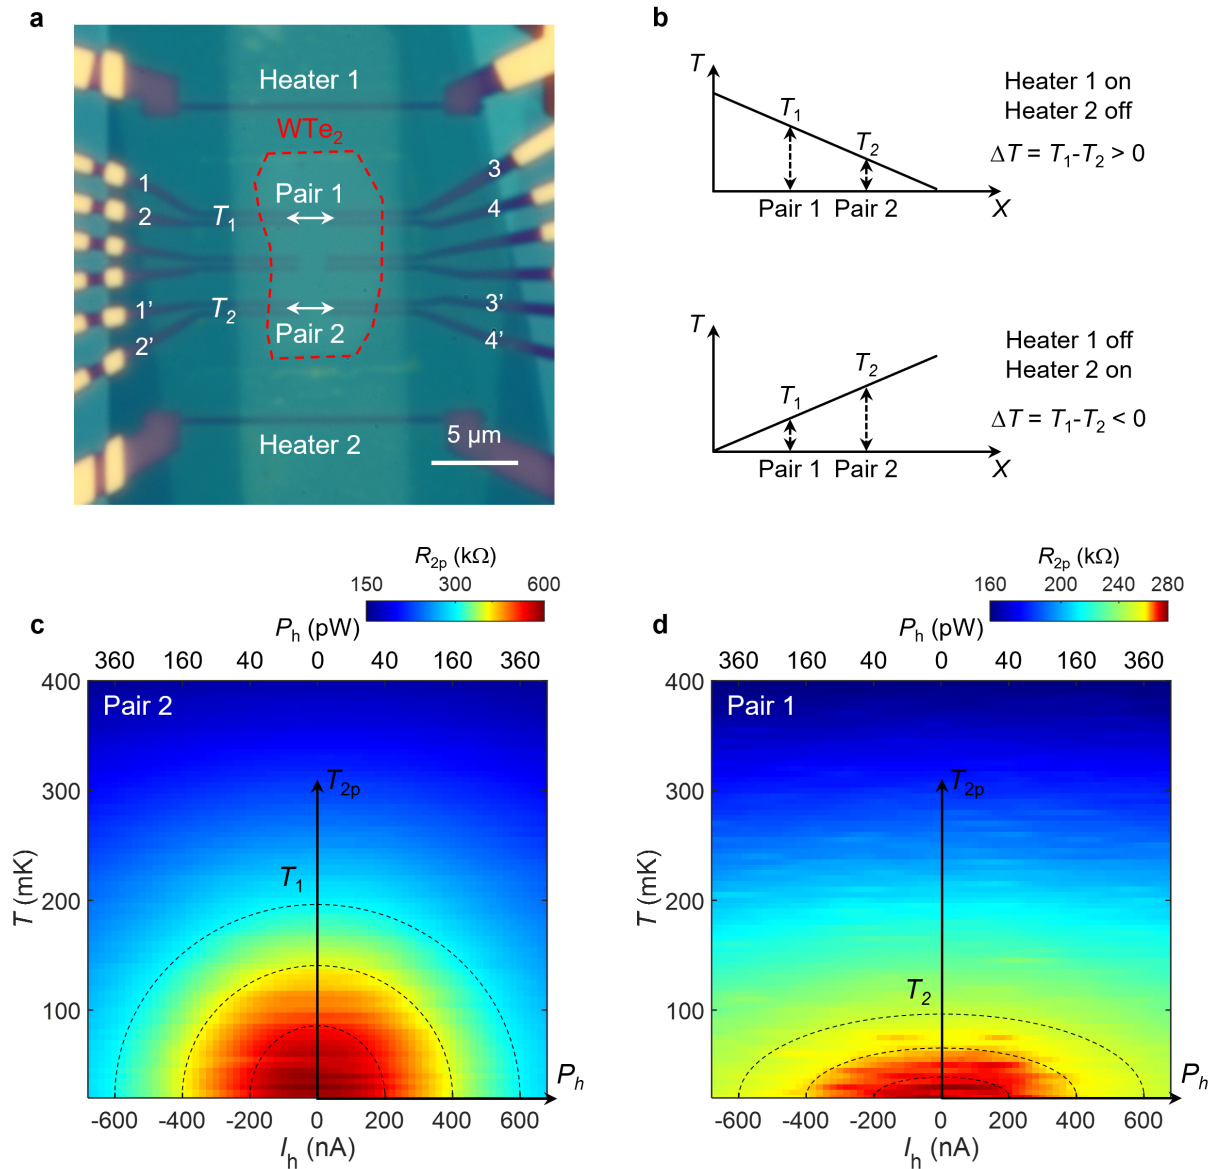 a
Heater 1
WTe₂
1
2
3
4
Pair 1
T₁
1’
2’
T₂
3’
4’
Pair 2
Heater 2
5 μm
b
T
T₁
T₂
Pair 1 Pair 2
X
Heater 1 on
Heater 2 off
ΔT = T₁-T₂ > 0
T
T₁
T₂
Pair 1 Pair 2
X
Heater 1 off
Heater 2 on
ΔT = T₁-T₂ < 0
c
R₂ₚ (kΩ)
150 300 450 600
Pₕ (pW)
360 160 40 0 40 160 360
Pair 2
T₂ₚ
T₁
400
300
200
100
T (mK)
Pₕ
-600 -400 -200 0 200 400 600
Iₕ (nA)
d
R₂ₚ (kΩ)
160 200 240 280
Pₕ (pW)
360 160 40 0 40 160 360
Pair 1
T₂ₚ
T₂
400
300
200
100
T (mK)
Pₕ
-600 -400 -200 0 200 400 600
Iₕ (nA)